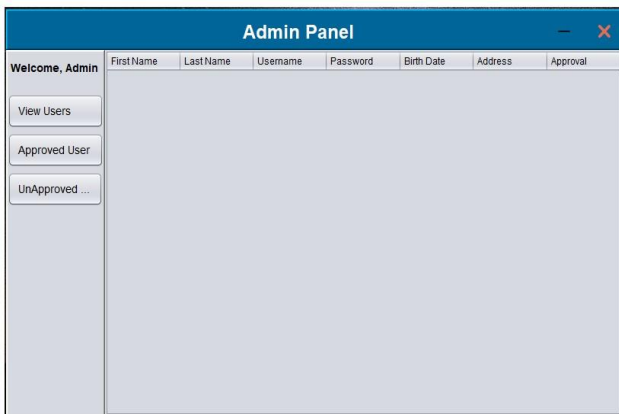 Admin Panel
Welcome, Admin
First Name Last Name Username Password Birth Date Address Approval
View Users
Approved User
UnApproved ...